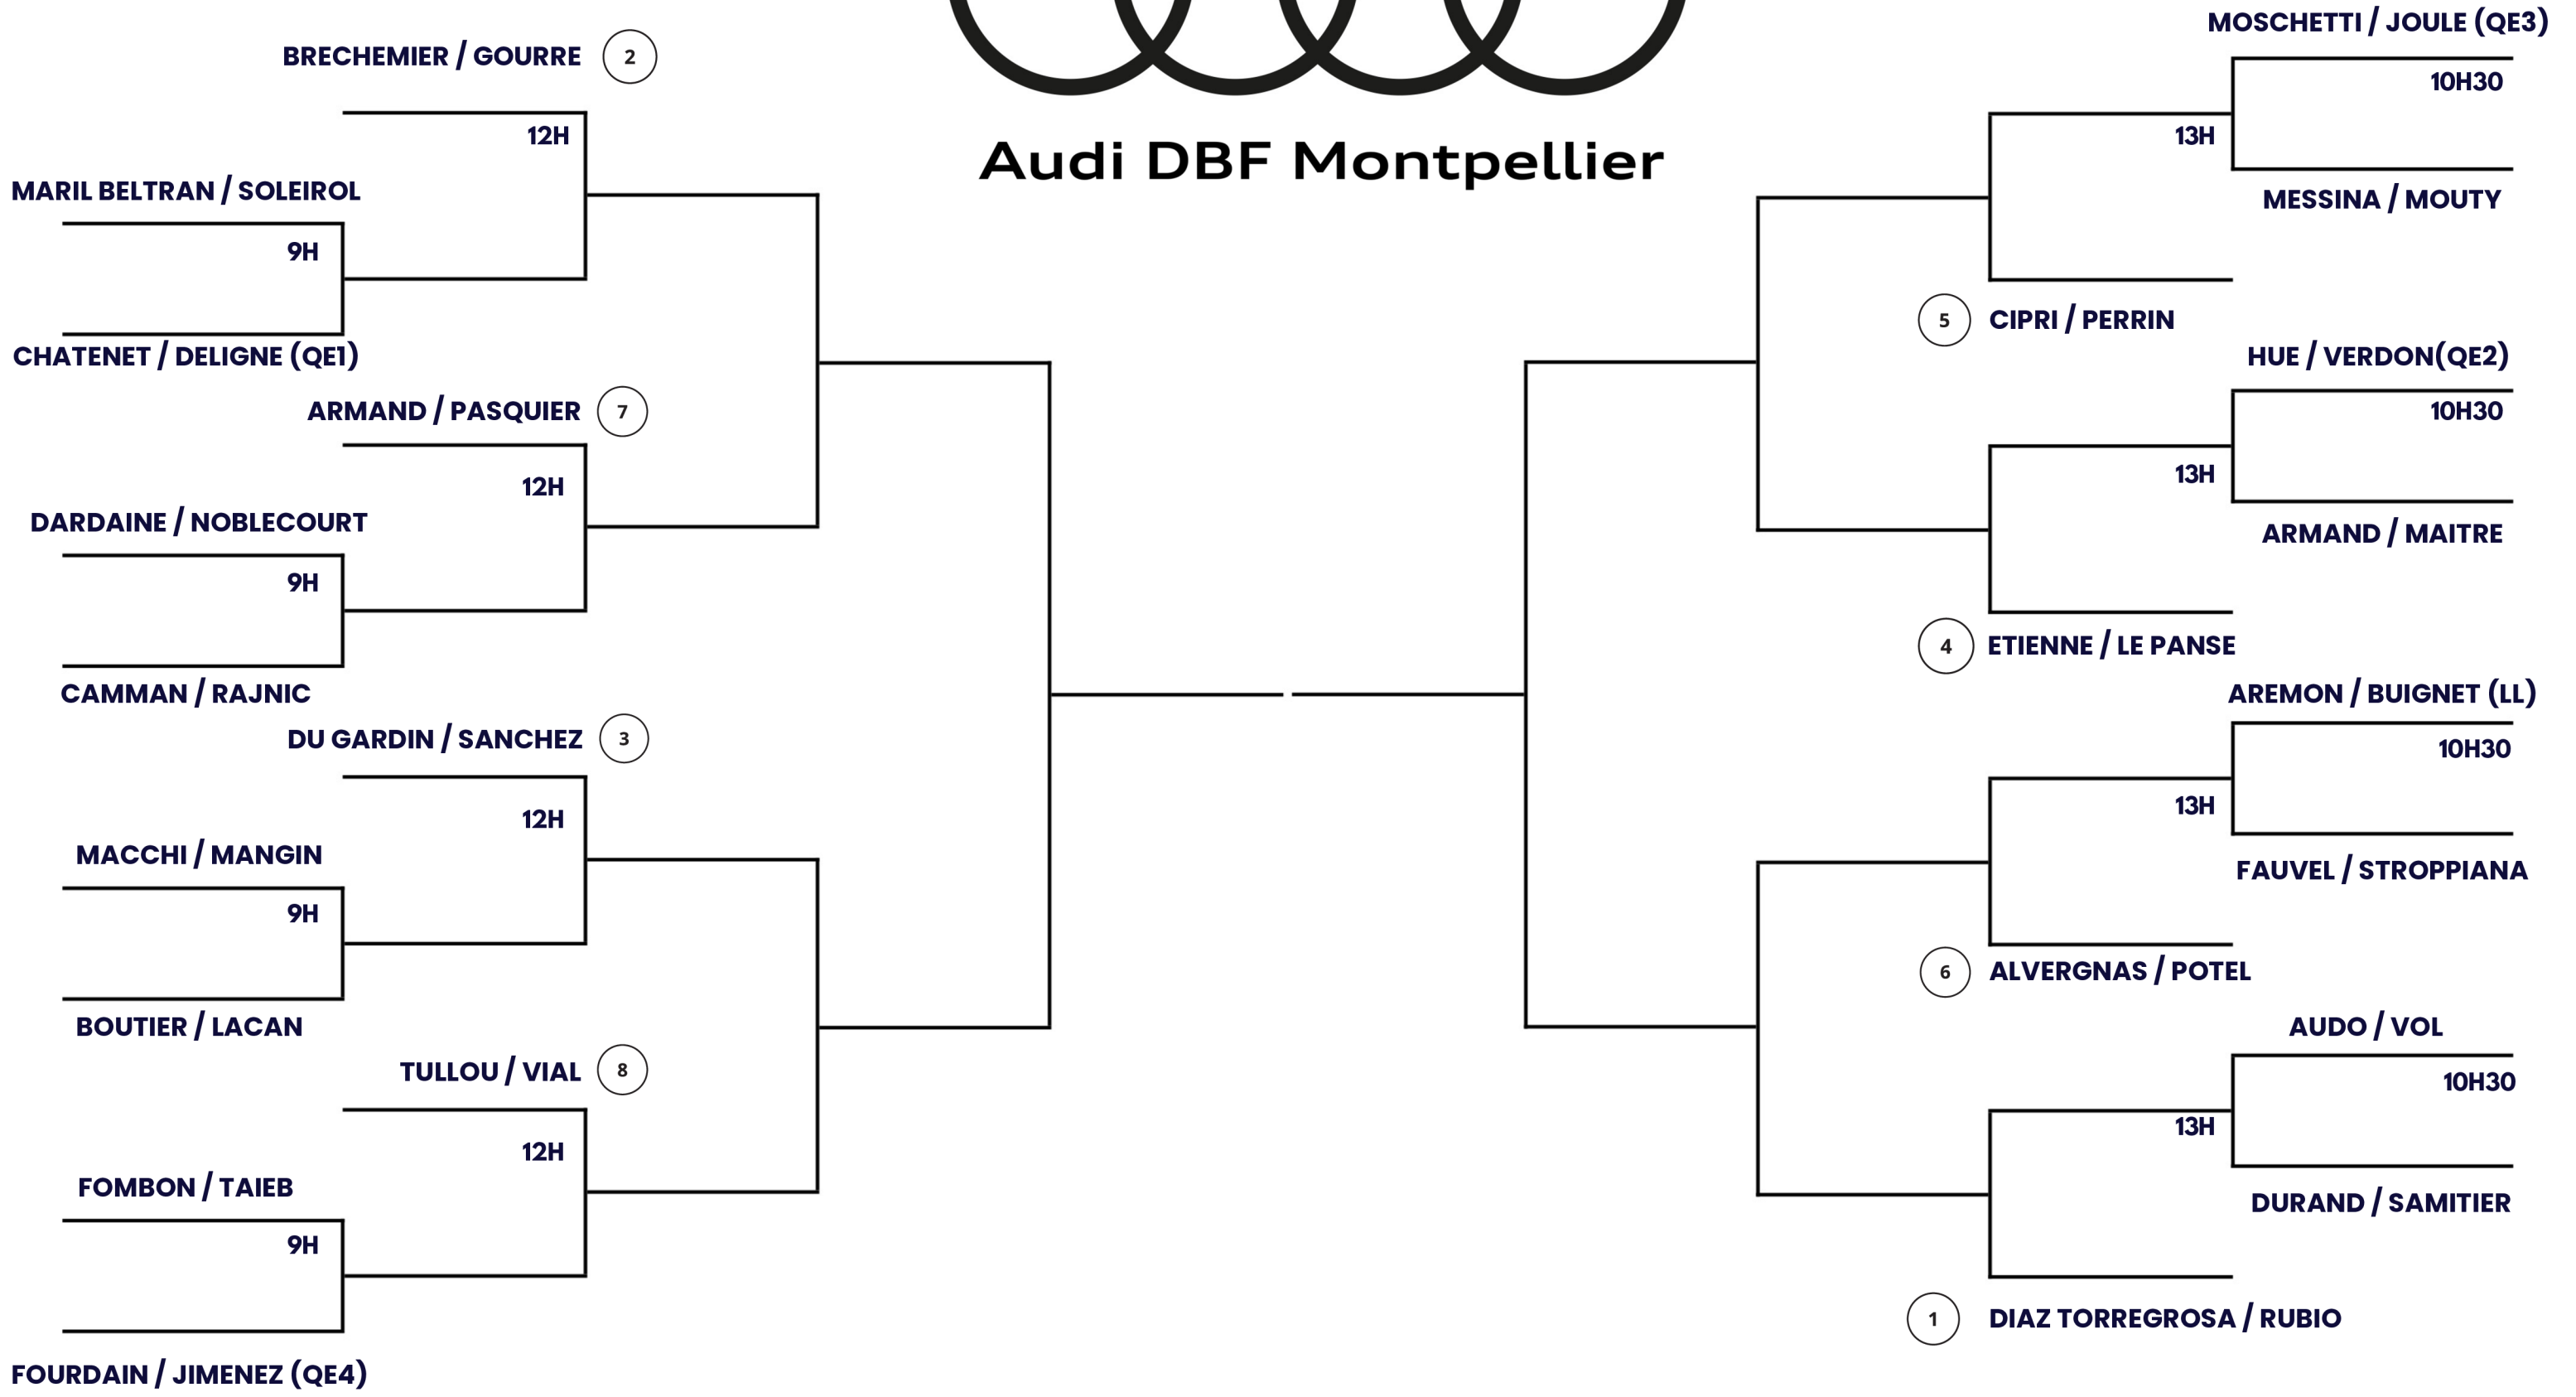 BRECHEMIER / GOURRE 2
12H
MARIL BELTRAN / SOLEIROL
9H
CHATENET / DELIGNE (QE1)
ARMAND / PASQUIER 7
12H
DARDAINE / NOBLECOURT
9H
CAMMAN / RAJNIC
DU GARDIN / SANCHEZ 3
12H
MACCHI / MANGIN
9H
BOUTIER / LACAN
TULLOU / VIAL 8
12H
FOMBON / TAIEB
9H
FOURDAIN / JIMENEZ (QE4)
Audi DBF Montpellier
MOSCHETTI / JOULE (QE3)
10H30
13H
MESSINA / MOUTY
5 CIPRI / PERRIN
HUE / VERDON(QE2)
10H30
13H
ARMAND / MAITRE
4 ETIENNE / LE PANSE
AREMON / BUIGNET (LL)
10H30
13H
FAUVEL / STROPPIANA
6 ALVERGNAS / POTEL
AUDO / VOL
10H30
13H
DURAND / SAMITIER
1 DIAZ TORREGROSA / RUBIO